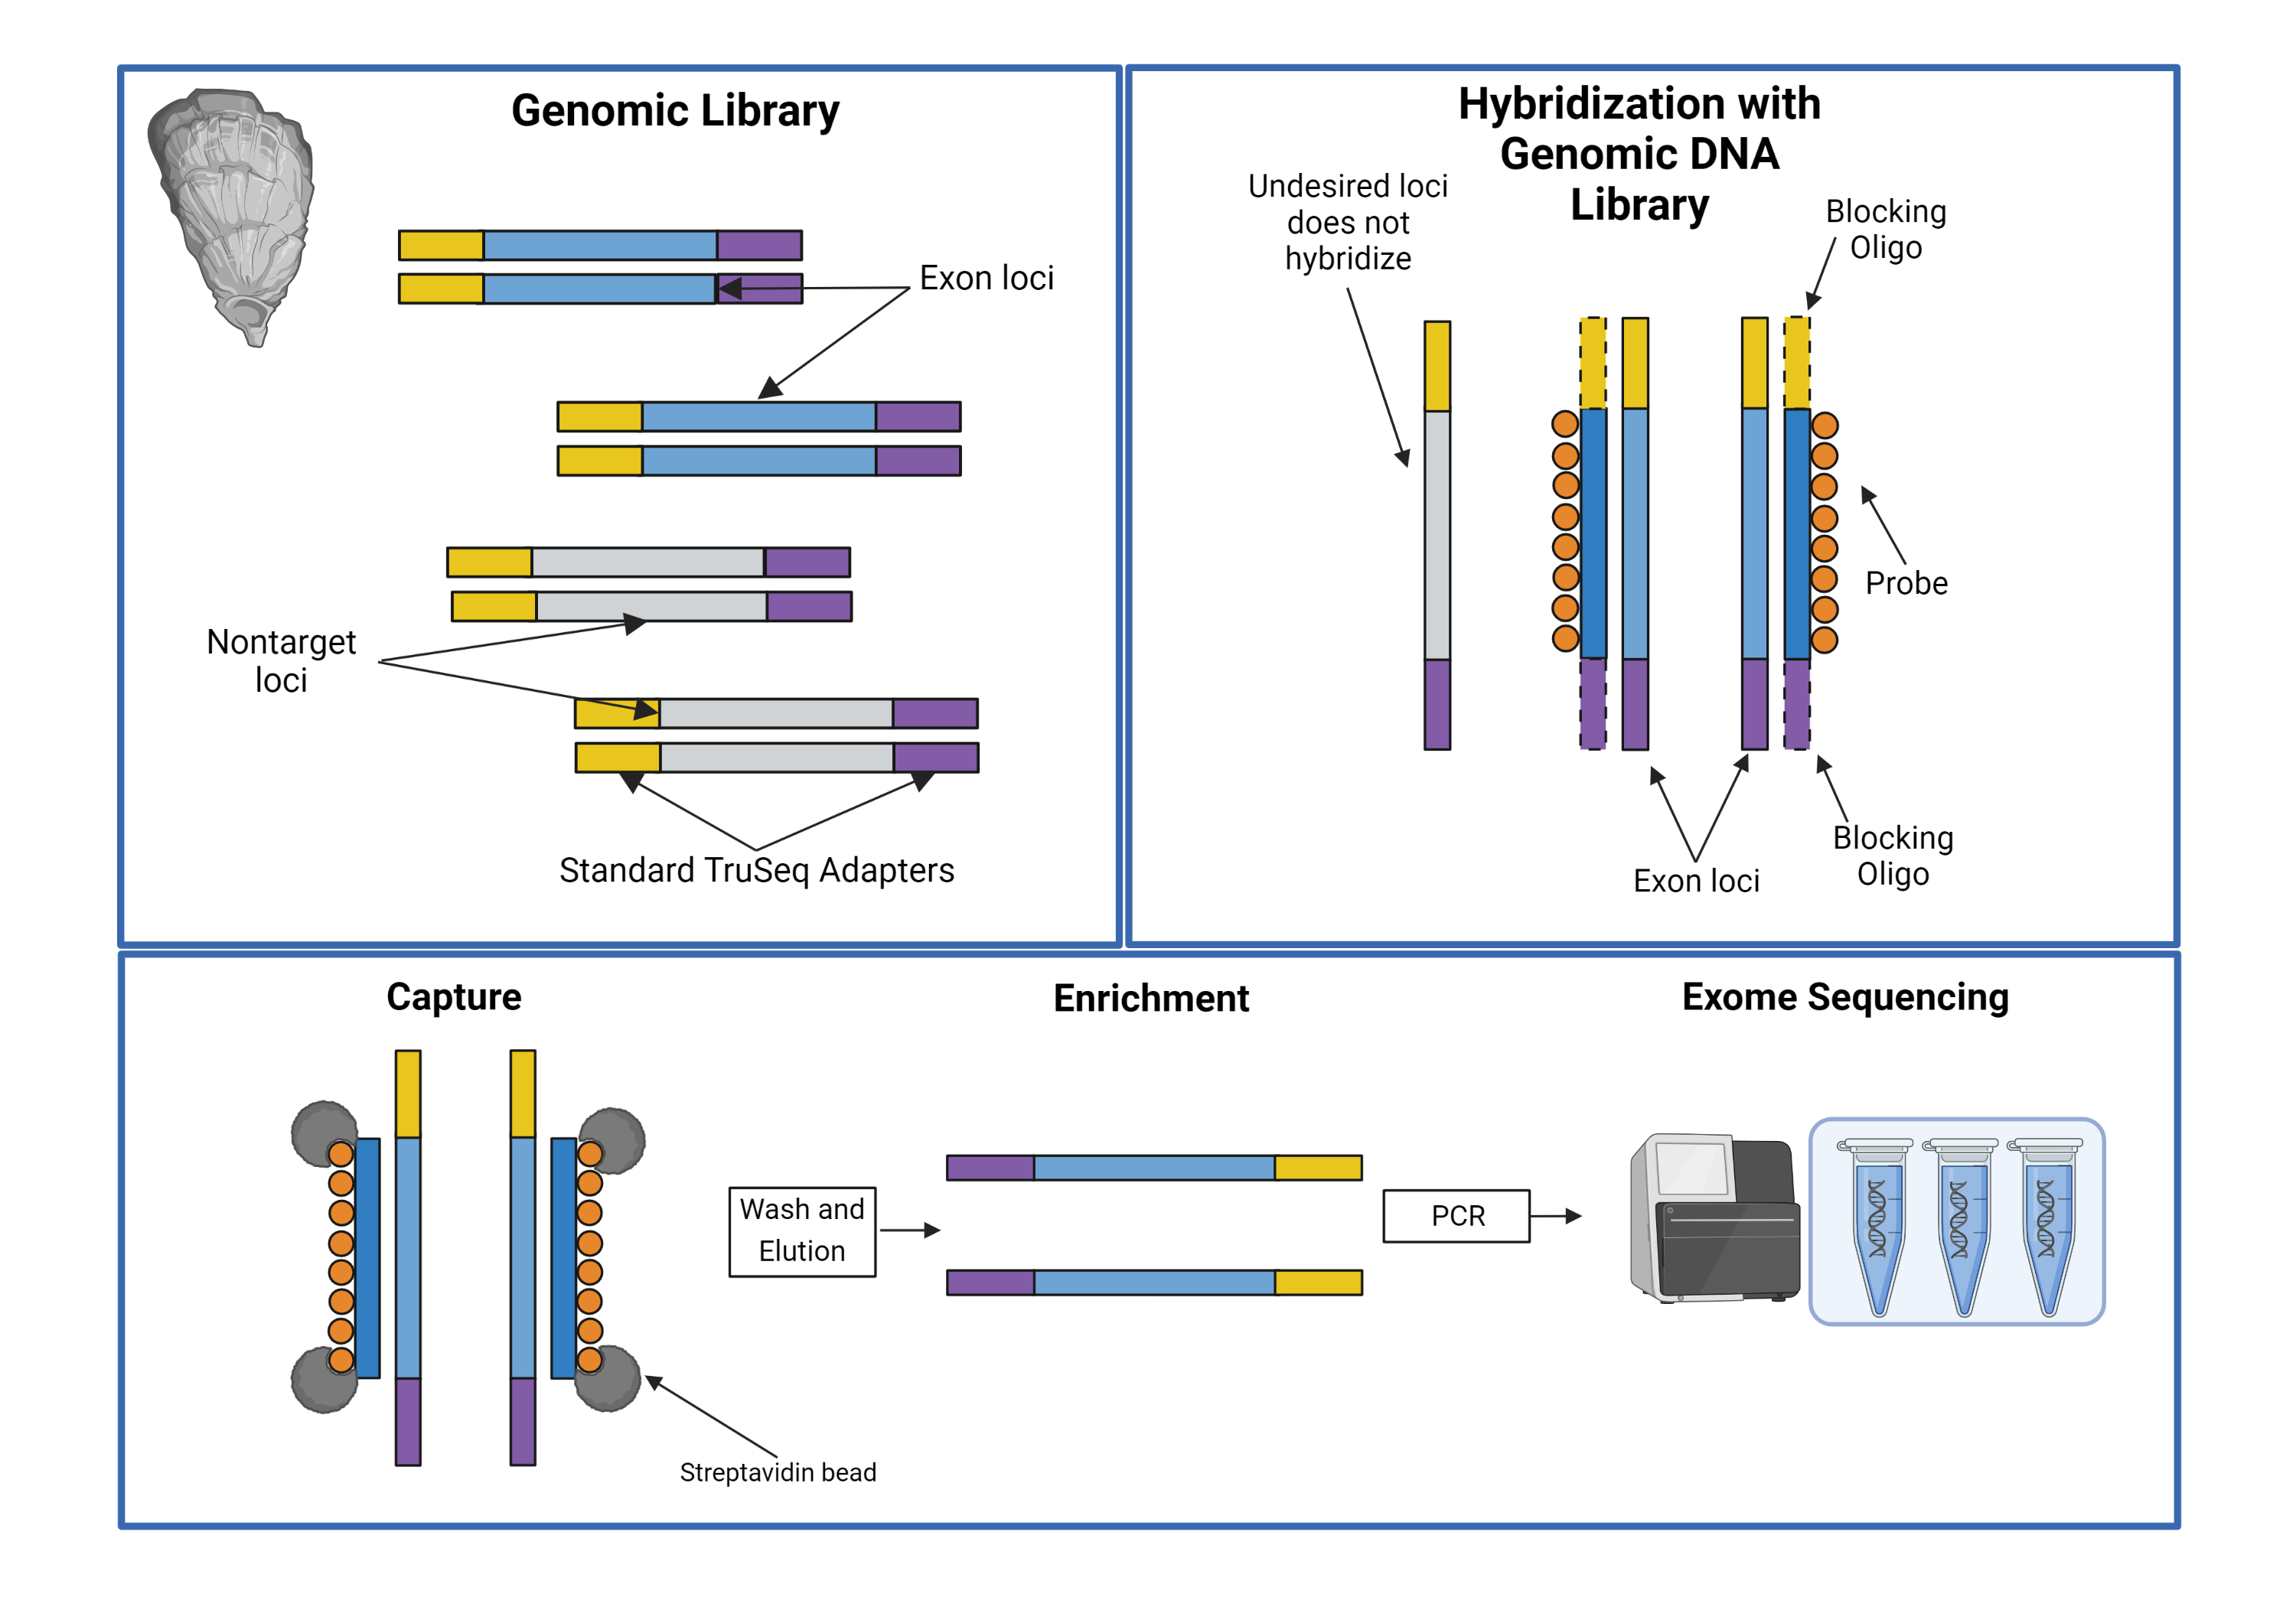 Genomic Library
Exon loci
Nontarget
loci
Standard TruSeq Adapters
Hybridization with
Genomic DNA
Library
Undesired loci
does not
hybridize
Blocking
Oligo
Probe
Exon loci
Blocking
Oligo
Capture
Streptavidin bead
Wash and
Elution
Enrichment
PCR
Exome Sequencing